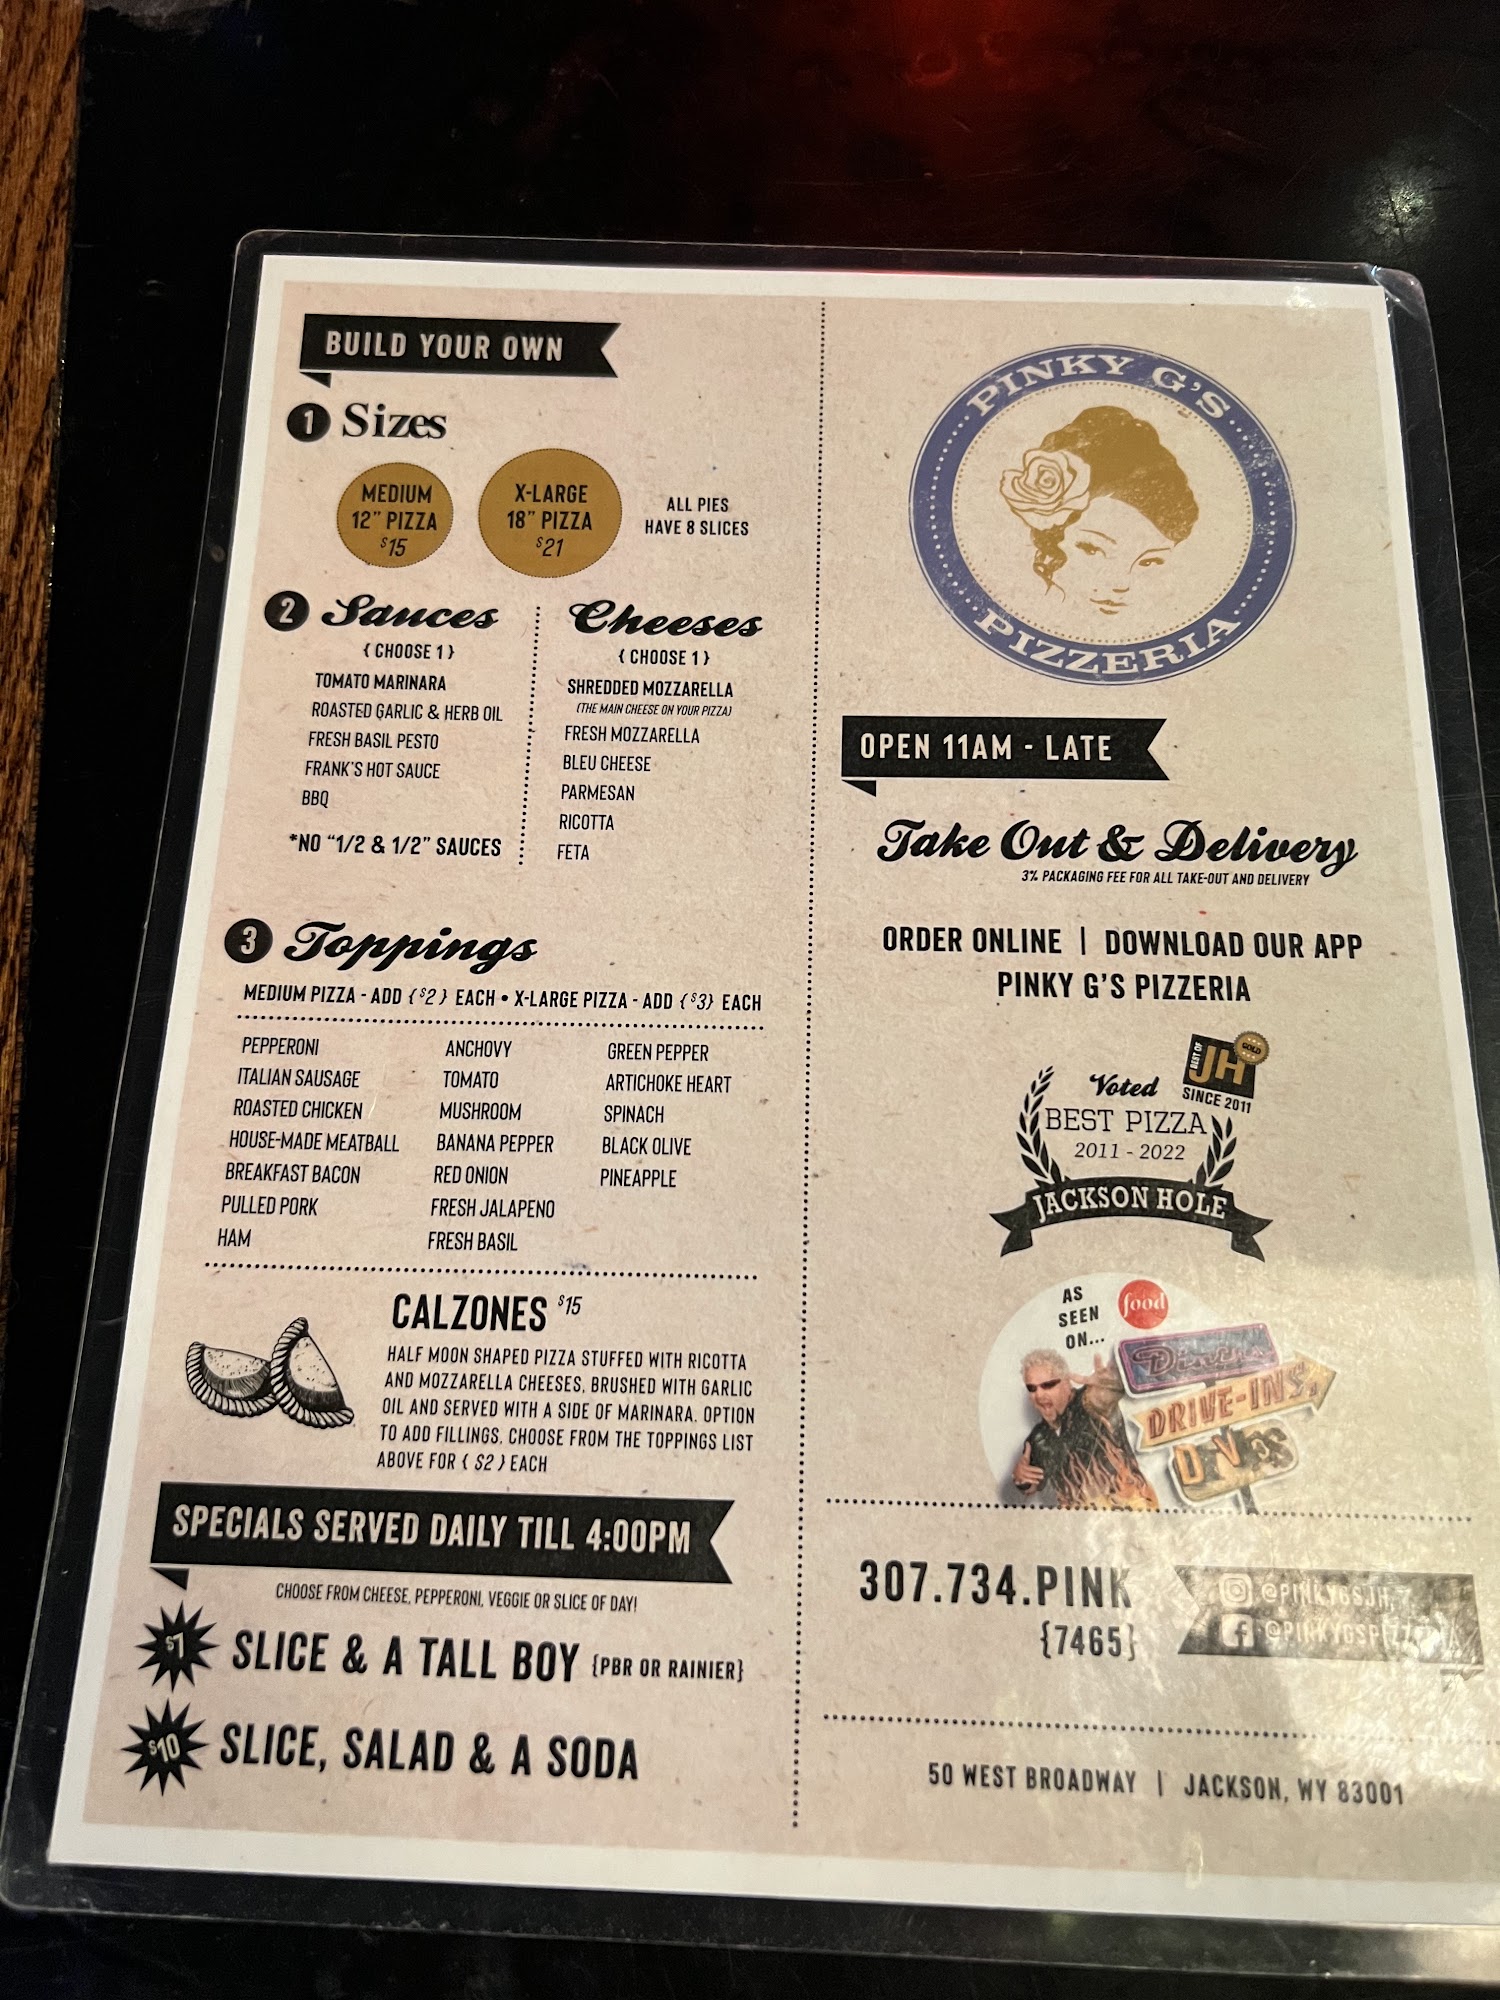 BUILD YOUR OWN
1 Sizes
MEDIUM
12" PIZZA
$15
X-LARGE
18" PIZZA
$21
ALL PIES
HAVE 8 SLICES
2 Sauces
{ CHOOSE 1 }
TOMATO MARINARA
ROASTED GARLIC & HERB OIL
FRESH BASIL PESTO
FRANK'S HOT SAUCE
BBQ
*NO "1/2 & 1/2" SAUCES
Cheeses
{ CHOOSE 1 }
SHREDDED MOZZARELLA
(THE MAIN CHEESE ON YOUR PIZZA)
FRESH MOZZARELLA
BLEU CHEESE
PARMESAN
RICOTTA
FETA
3 Toppings
MEDIUM PIZZA - ADD { $2 } EACH • X-LARGE PIZZA - ADD { $3 } EACH
PEPPERONI
ITALIAN SAUSAGE
ROASTED CHICKEN
HOUSE-MADE MEATBALL
BREAKFAST BACON
PULLED PORK
HAM
ANCHOVY
TOMATO
MUSHROOM
BANANA PEPPER
RED ONION
FRESH JALAPENO
FRESH BASIL
GREEN PEPPER
ARTICHOKE HEART
SPINACH
BLACK OLIVE
PINEAPPLE
CALZONES $15
HALF MOON SHAPED PIZZA STUFFED WITH RICOTTA
AND MOZZARELLA CHEESES, BRUSHED WITH GARLIC
OIL AND SERVED WITH A SIDE OF MARINARA. OPTION
TO ADD FILLINGS. CHOOSE FROM THE TOPPINGS LIST
ABOVE FOR { $2 } EACH
SPECIALS SERVED DAILY TILL 4:00PM
CHOOSE FROM CHEESE, PEPPERONI, VEGGIE OR SLICE OF DAY!
$7 SLICE & A TALL BOY {PBR OR RAINIER}
$10 SLICE, SALAD & A SODA
PINKY G'S
PIZZERIA
OPEN 11AM - LATE
Take Out & Delivery
3% PACKAGING FEE FOR ALL TAKE-OUT AND DELIVERY
ORDER ONLINE | DOWNLOAD OUR APP
PINKY G'S PIZZERIA
BEST OF
JH
GOLD
SINCE 2011
Voted
BEST PIZZA
2011 - 2022
JACKSON HOLE
AS
SEEN
ON...
food
Diners
DRIVE-INS,
DIVES
307.734.PINK
{7465}
@PINKYGSJH
50 WEST BROADWAY | JACKSON, WY 83001